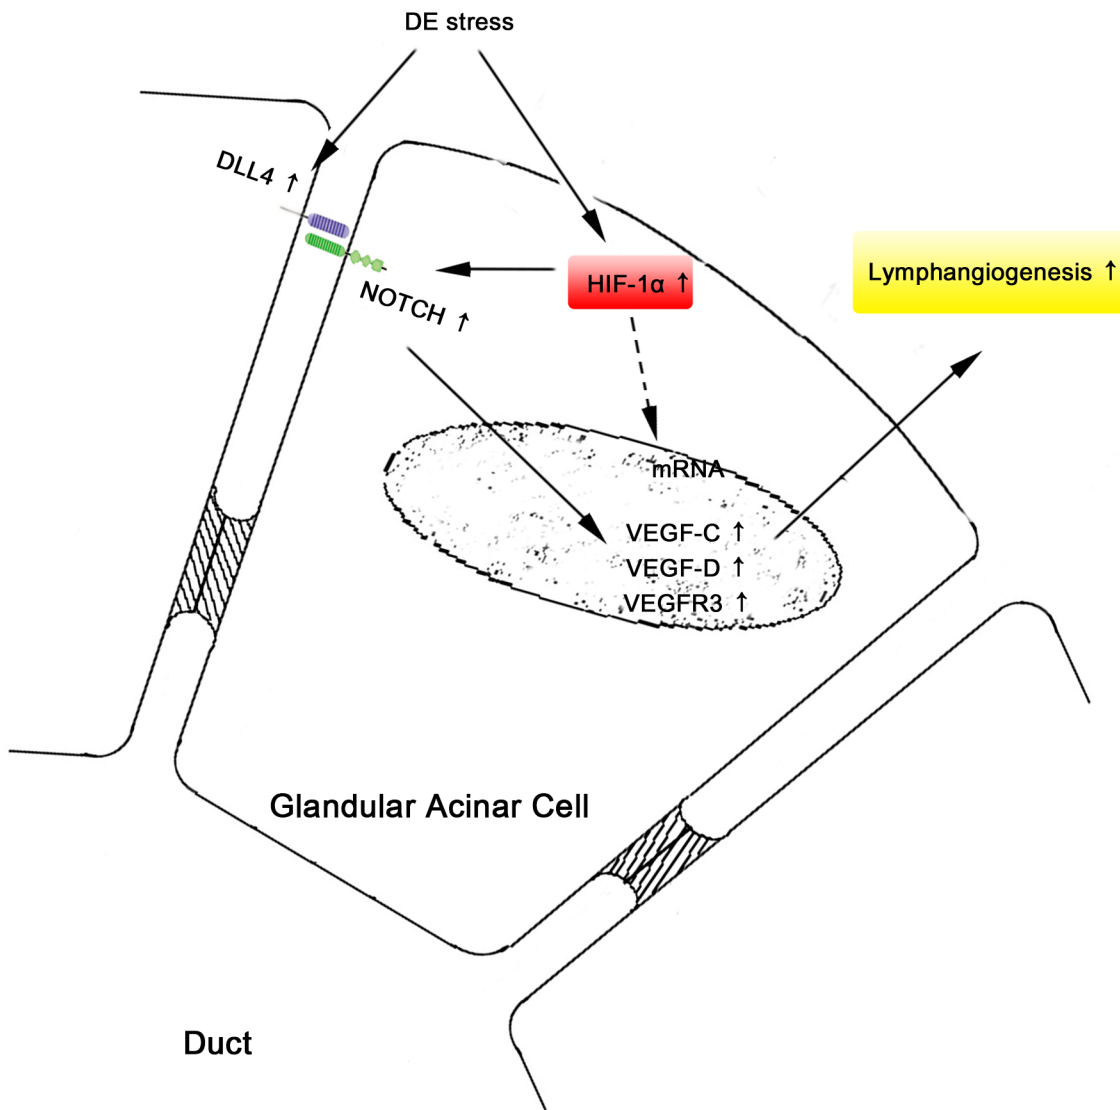 DE stress
DLL4 ↑
NOTCH ↑
HIF-1α ↑
Lymphangiogenesis ↑
mRNA
VEGF-C ↑
VEGF-D ↑
VEGFR3 ↑
Glandular Acinar Cell
Duct